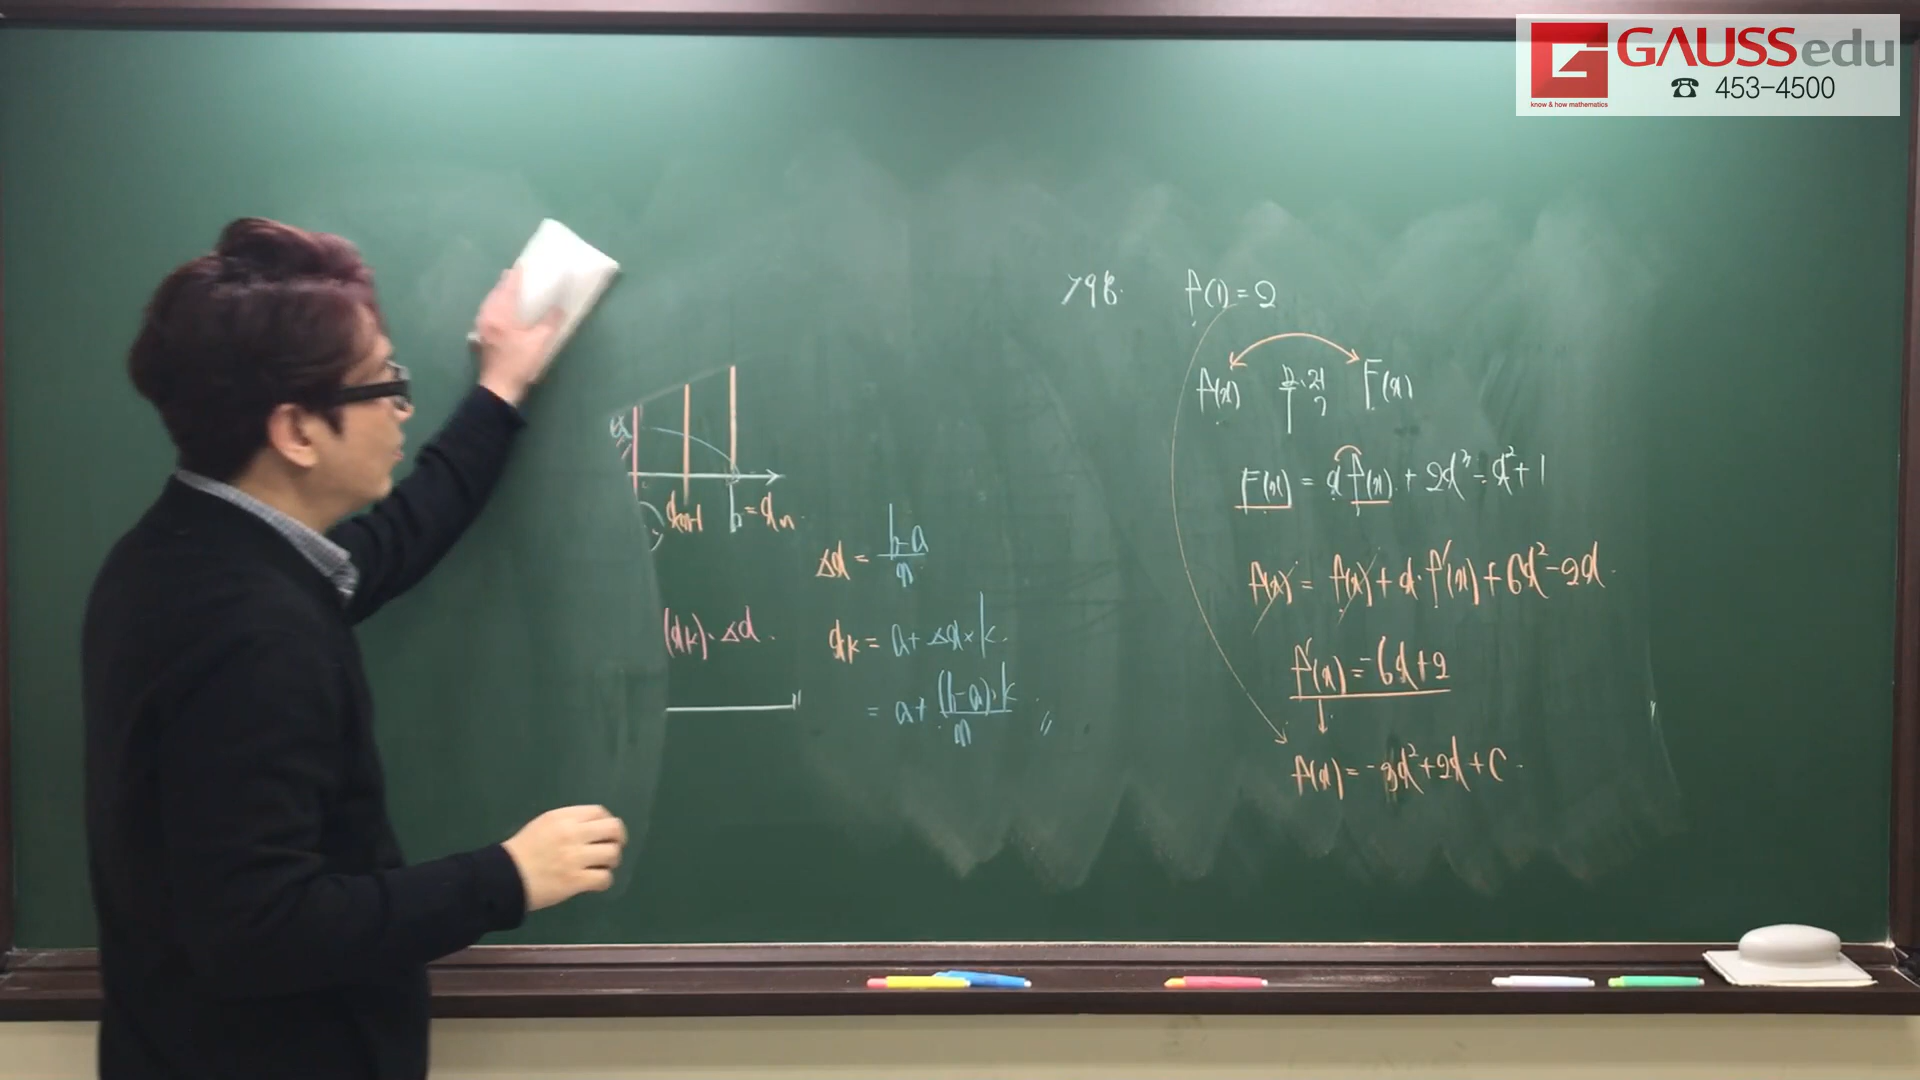 GAUSSedu
know & how mathematics
☎ 453-4500
798. f(1) = 2
f(x) F(x)
F(x) = x f(x) + 2x³ - x² + 1
f(x) = f(x) + x · f'(x) + 6x² - 2x
f'(x) = -6x + 2
f(x) = -3x² + 2x + C
b = xn
Δx = b-a / n
(xk) · Δx
xk = a + Δx × k
= a + (b-a)·k / n